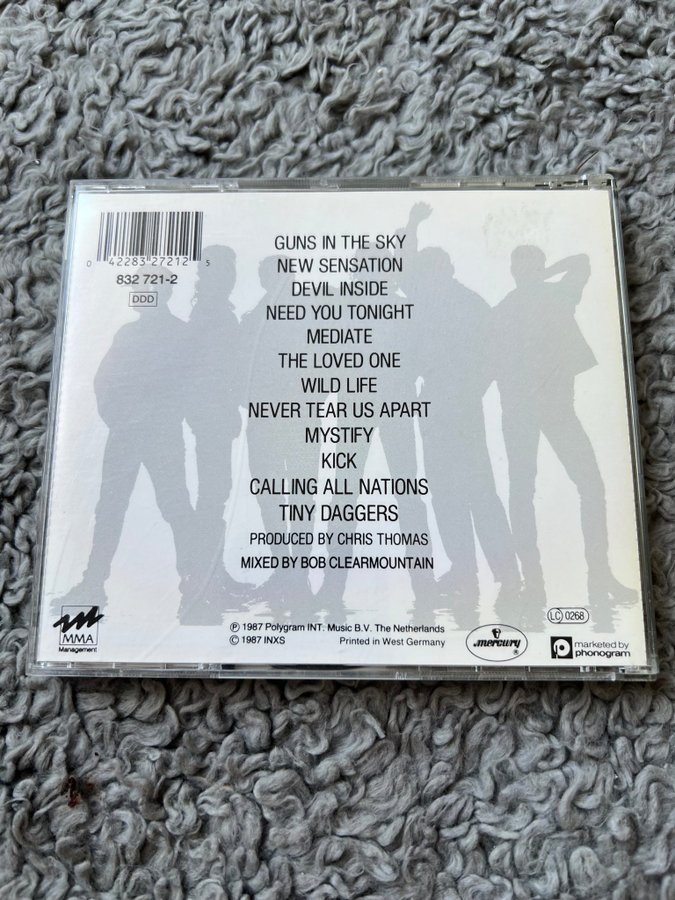 0 42283 27212 5
832 721-2
DDD
GUNS IN THE SKY
NEW SENSATION
DEVIL INSIDE
NEED YOU TONIGHT
MEDIATE
THE LOVED ONE
WILD LIFE
NEVER TEAR US APART
MYSTIFY
KICK
CALLING ALL NATIONS
TINY DAGGERS
PRODUCED BY CHRIS THOMAS
MIXED BY BOB CLEARMOUNTAIN
MMA
Management
Ⓟ 1987 Polygram INT. Music B.V. The Netherlands
© 1987 INXS Printed in West Germany
mercury ®
LC 0268
marketed by
phonogram